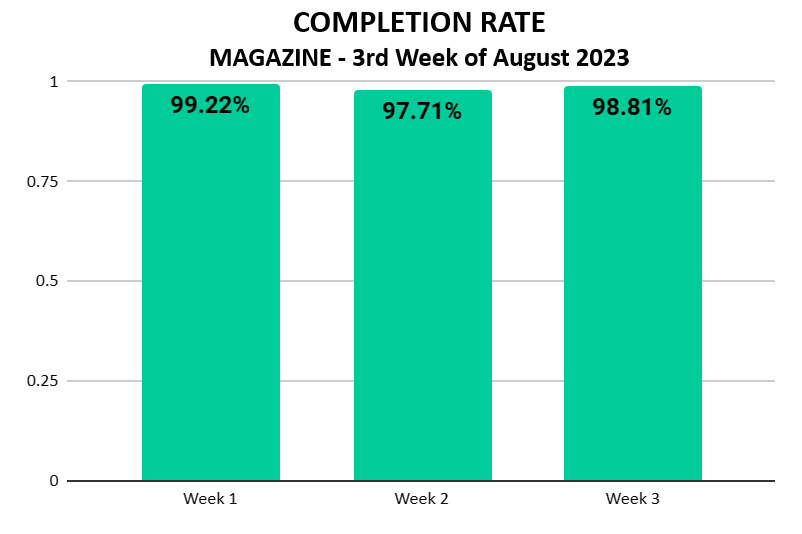 COMPLETION RATE
MAGAZINE - 3rd Week of August 2023
1
99.22%
97.71%
98.81%
0.75
0.5
0.25
0
Week 1
Week 2
Week 3